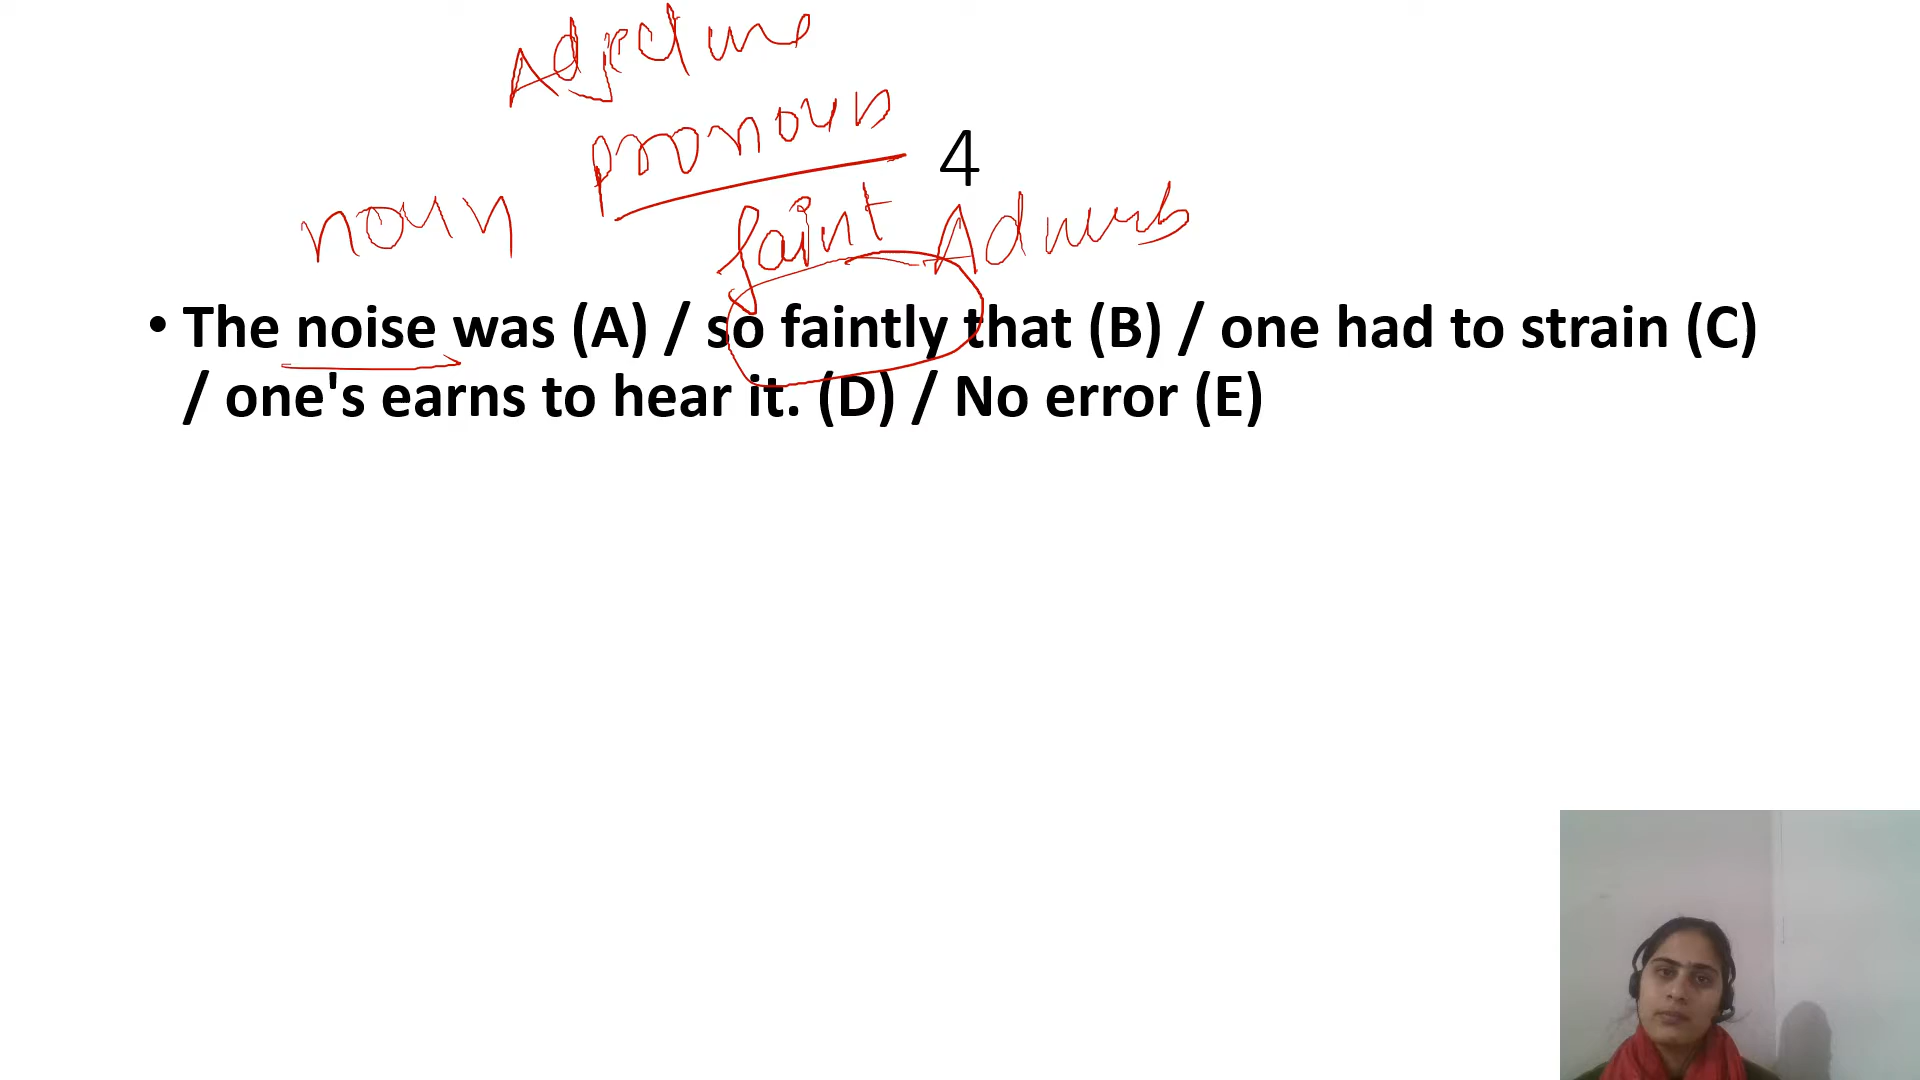 Adjective
pronoun
4
noun
faint Adverb
• The noise was (A) / so faintly that (B) / one had to strain (C)
/ one's earns to hear it. (D) / No error (E)